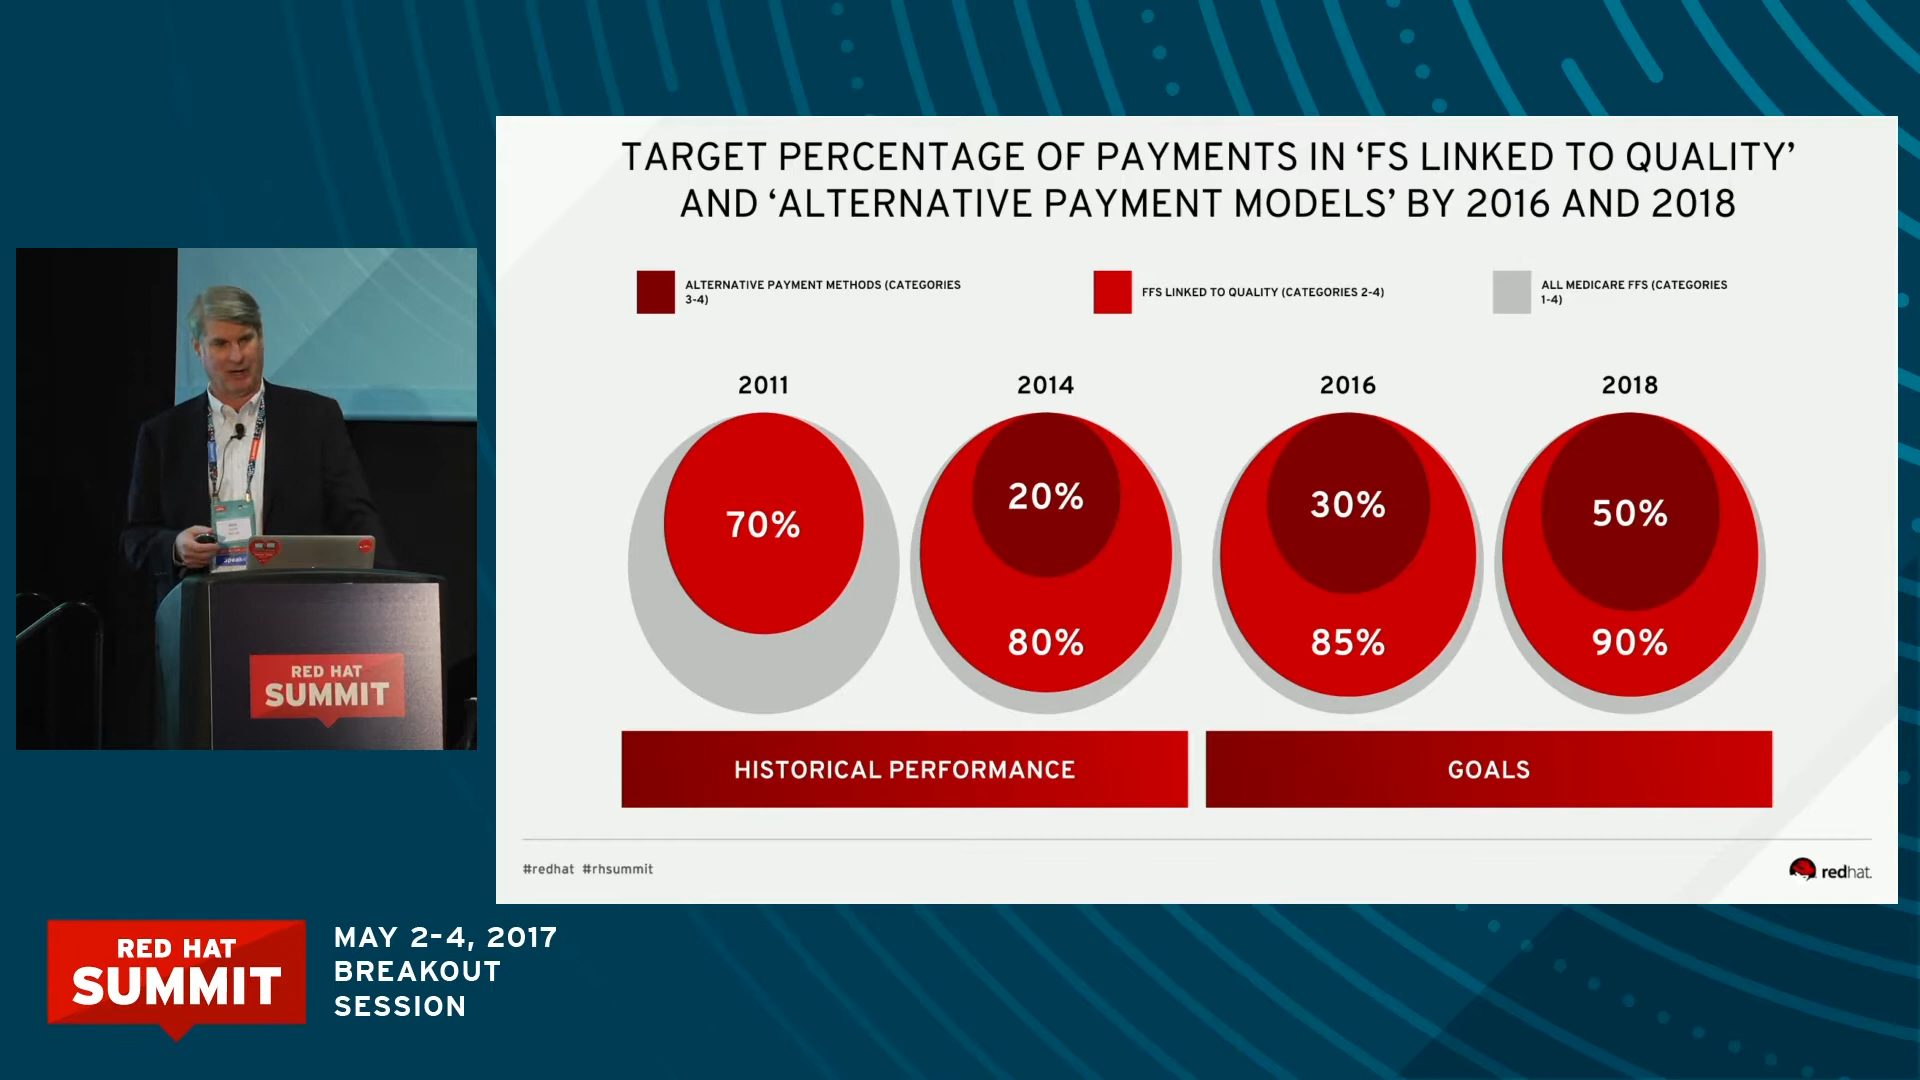 TARGET PERCENTAGE OF PAYMENTS IN ‘FS LINKED TO QUALITY’
AND ‘ALTERNATIVE PAYMENT MODELS’ BY 2016 AND 2018
ALTERNATIVE PAYMENT METHODS (CATEGORIES
3-4)
FFS LINKED TO QUALITY (CATEGORIES 2-4)
ALL MEDICARE FFS (CATEGORIES
1-4)
2011
2014
2016
2018
70%
20%
30%
50%
80%
85%
90%
HISTORICAL PERFORMANCE
GOALS
#redhat #rhsummit
redhat.
RED HAT
SUMMIT
RED HAT
SUMMIT
MAY 2-4, 2017
BREAKOUT
SESSION